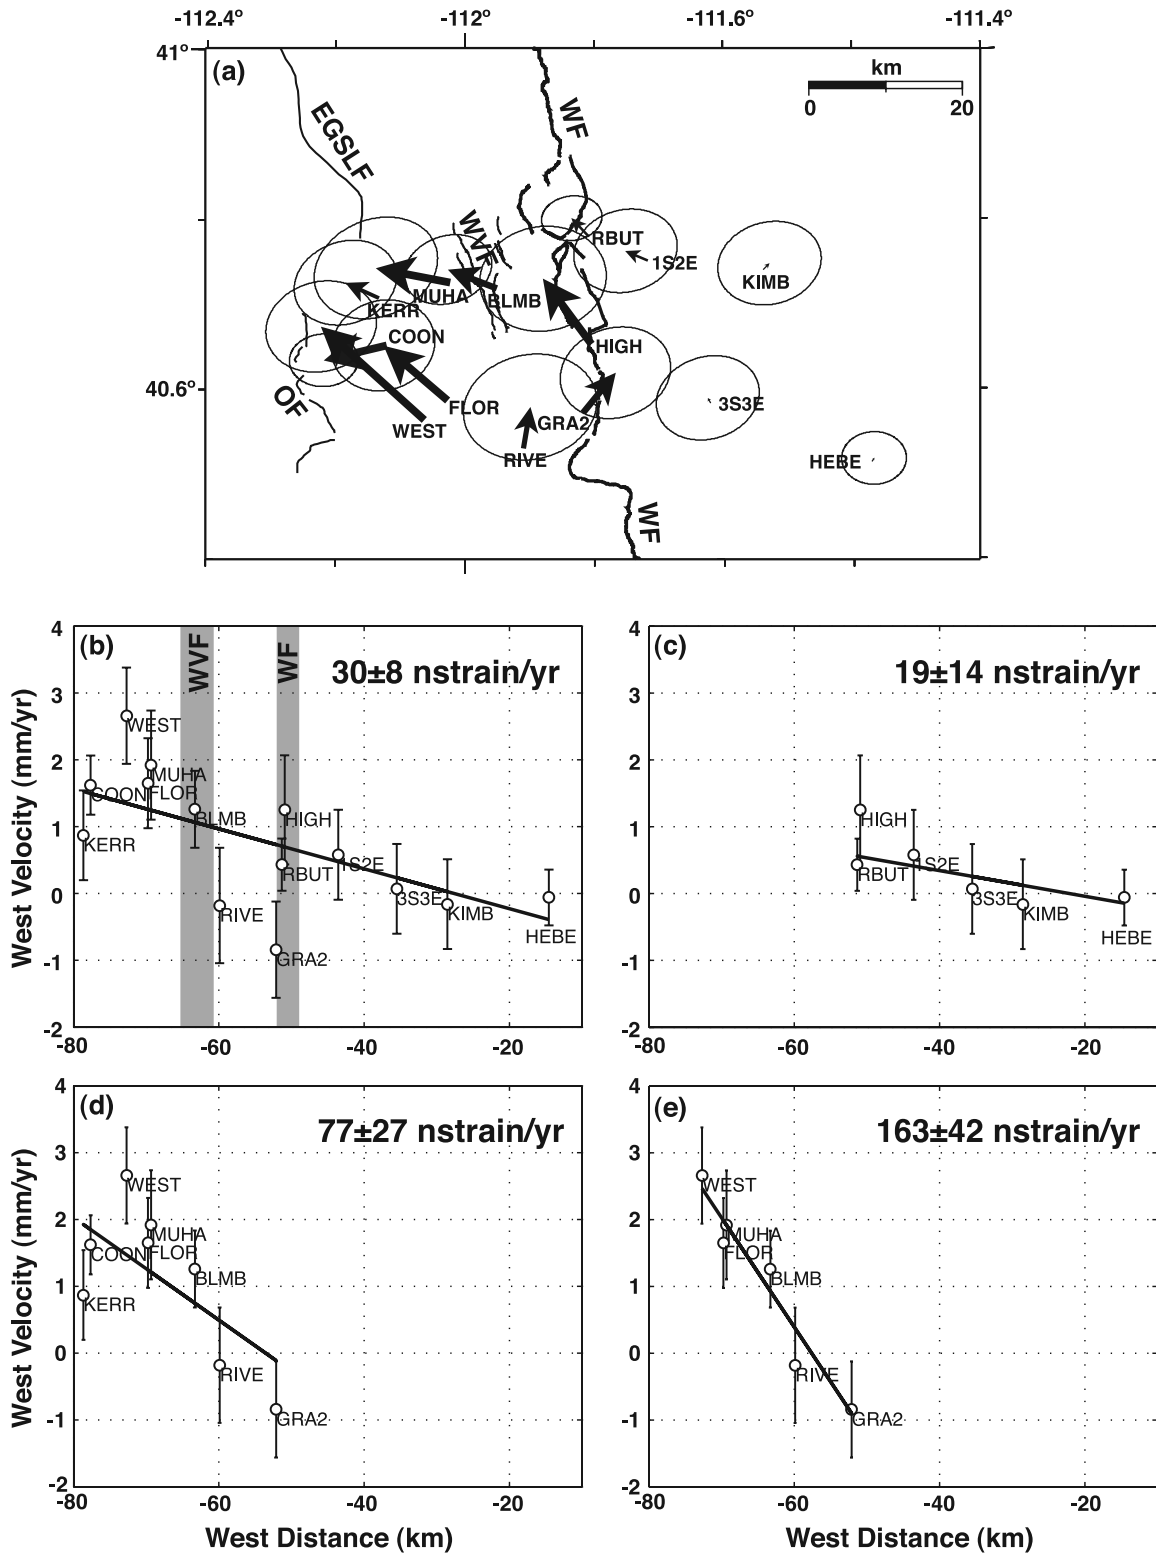 -112.4° -112° -111.6° -111.4°
41°
(a)
km
0 20
EGSLF
WF
WVF
RBUT
1S2E
KIMB
MUHA
BLMB
KERR
COON
HIGH
40.6°
OF
FLOR
3S3E
GRA2
WEST
RIVE
HEBE
WF
4
(b)
WVF
WF
30±8 nstrain/yr
3
WEST
2
MUHA
COON
FLOR
BLMB
HIGH
1
KERR
RBUT
1S2E
0
3S3E
RIVE
KIMB
HEBE
-1
GRA2
-2
-80 -60 -40 -20
West Velocity (mm/yr)
4
(c)
19±14 nstrain/yr
3
2
1
HIGH
1S2E
RBUT
0
3S3E
KIMB
HEBE
-1
-2
-80 -60 -40 -20
4
(d)
77±27 nstrain/yr
3
WEST
2
MUHA
COON
FLOR
BLMB
1
KERR
0
RIVE
-1
GRA2
-2
-80 -60 -40 -20
West Velocity (mm/yr)
West Distance (km)
4
(e)
163±42 nstrain/yr
3
WEST
2
MUHA
FLOR
BLMB
1
0
RIVE
-1
GRA2
-2
-80 -60 -40 -20
West Distance (km)